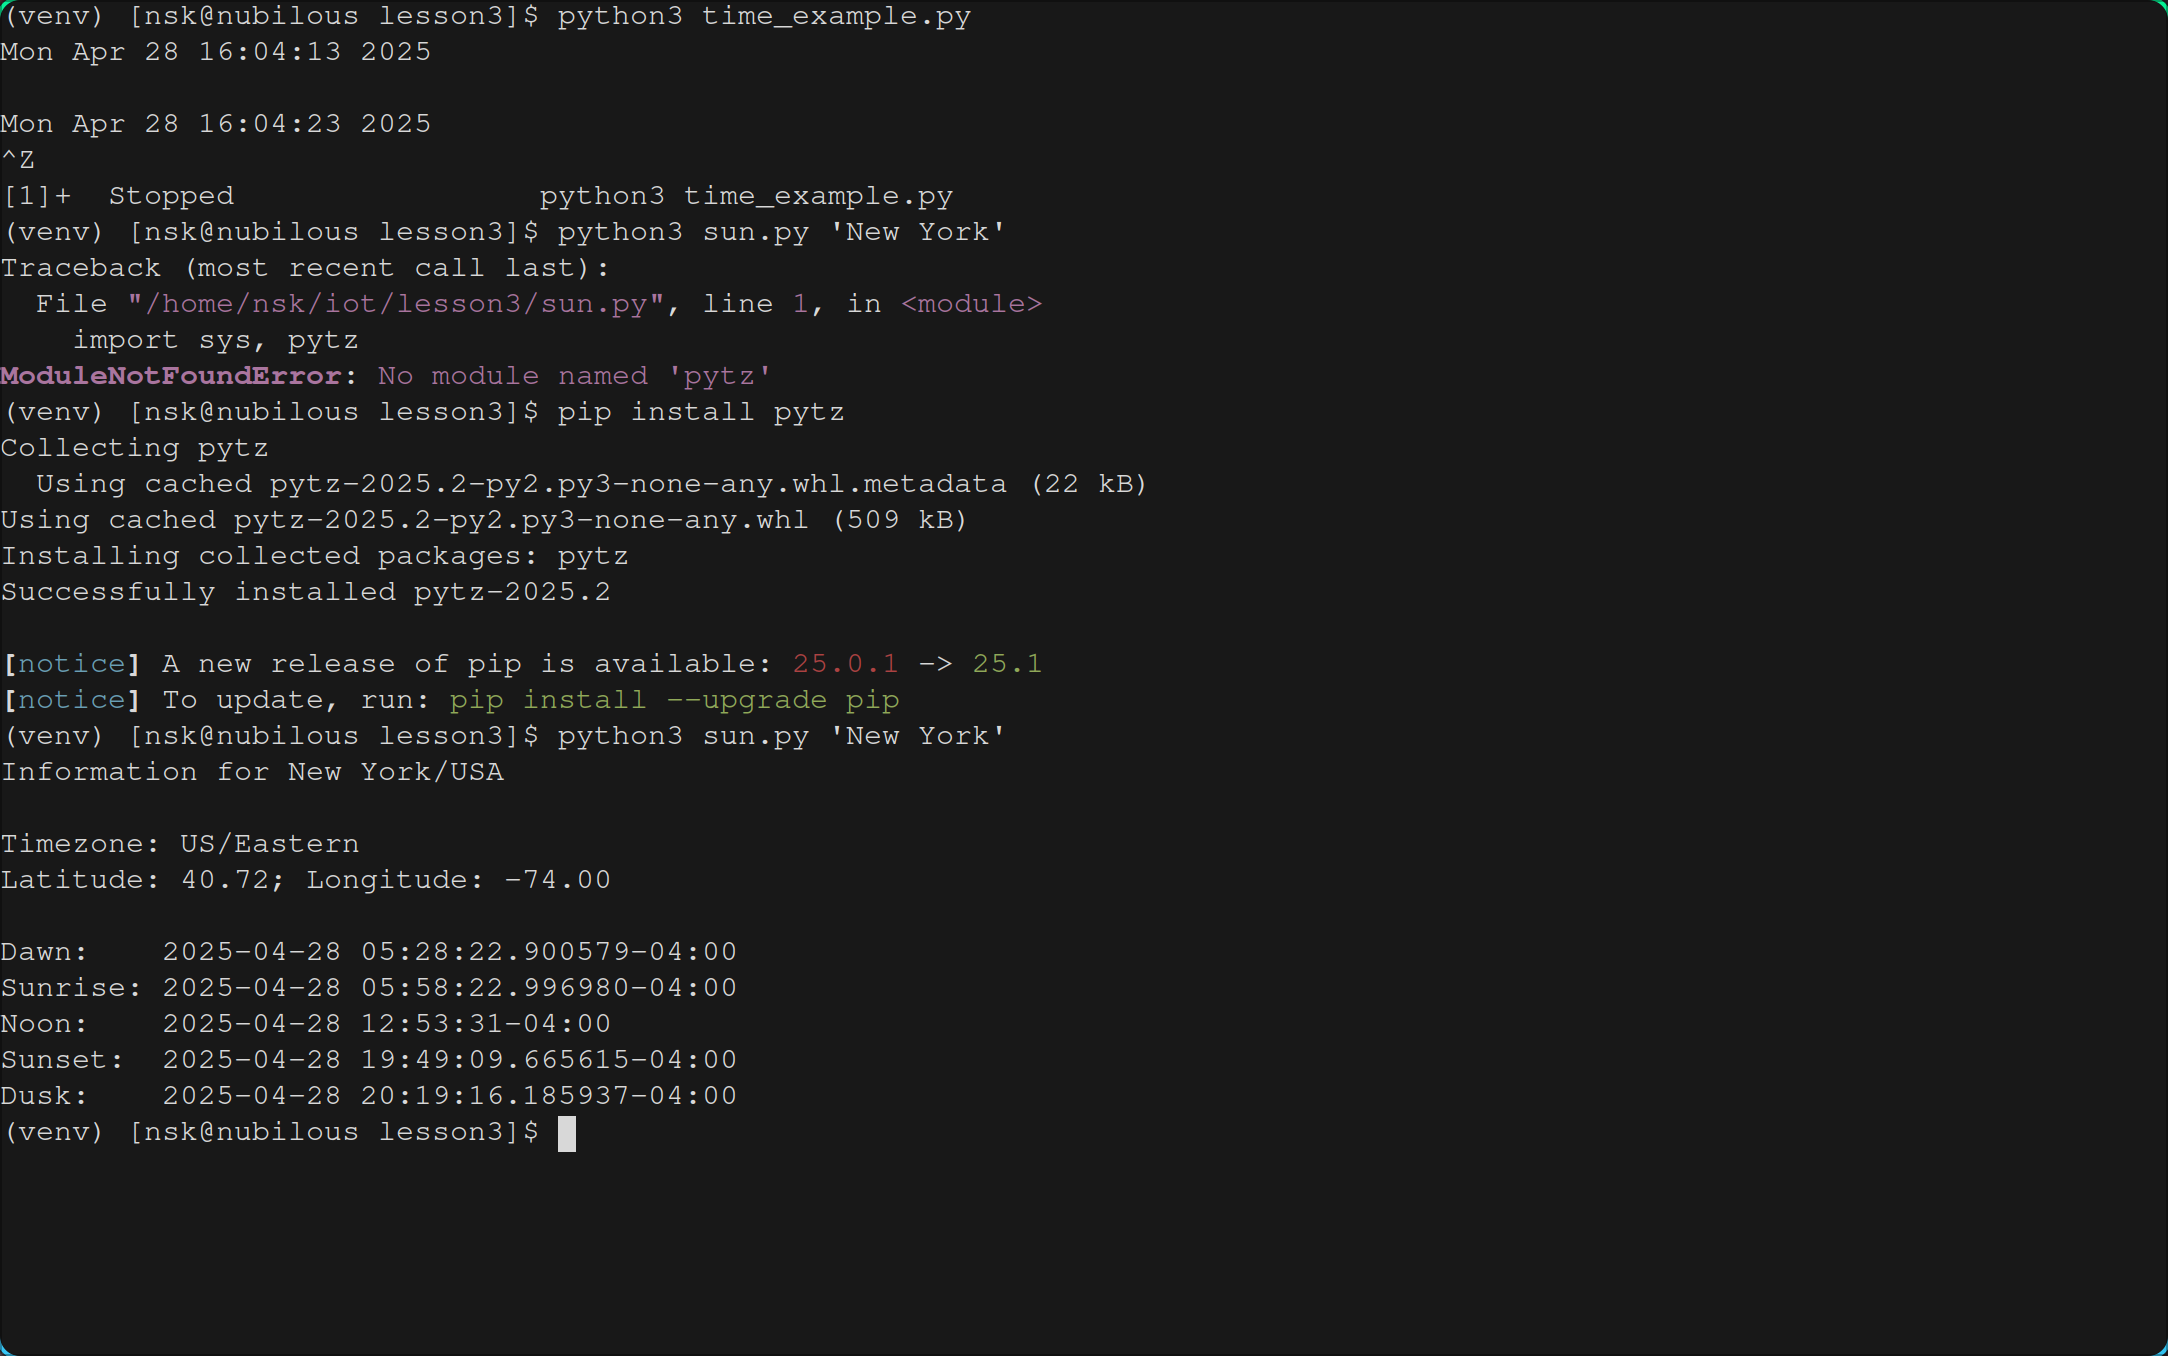 (venv) [nsk@nubilous lesson3]$ python3 time_example.py
Mon Apr 28 16:04:13 2025

Mon Apr 28 16:04:23 2025
^Z
[1]+  Stopped                 python3 time_example.py
(venv) [nsk@nubilous lesson3]$ python3 sun.py 'New York'
Traceback (most recent call last):
  File "/home/nsk/iot/lesson3/sun.py", line 1, in <module>
    import sys, pytz
ModuleNotFoundError: No module named 'pytz'
(venv) [nsk@nubilous lesson3]$ pip install pytz
Collecting pytz
  Using cached pytz-2025.2-py2.py3-none-any.whl.metadata (22 kB)
Using cached pytz-2025.2-py2.py3-none-any.whl (509 kB)
Installing collected packages: pytz
Successfully installed pytz-2025.2

[notice] A new release of pip is available: 25.0.1 -> 25.1
[notice] To update, run: pip install --upgrade pip
(venv) [nsk@nubilous lesson3]$ python3 sun.py 'New York'
Information for New York/USA

Timezone: US/Eastern
Latitude: 40.72; Longitude: -74.00

Dawn:    2025-04-28 05:28:22.900579-04:00
Sunrise: 2025-04-28 05:58:22.996980-04:00
Noon:    2025-04-28 12:53:31-04:00
Sunset:  2025-04-28 19:49:09.665615-04:00
Dusk:    2025-04-28 20:19:16.185937-04:00
(venv) [nsk@nubilous lesson3]$